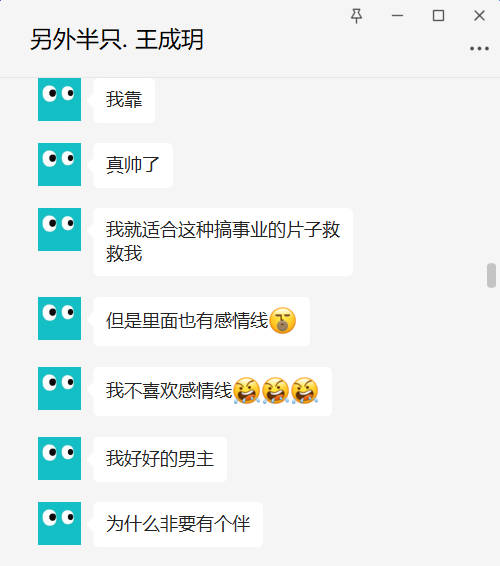 另外半只. 王成玥
我靠
真帅了
我就适合这种搞事业的片子救
救我
但是里面也有感情线
我不喜欢感情线
我好好的男主
为什么非要有个伴